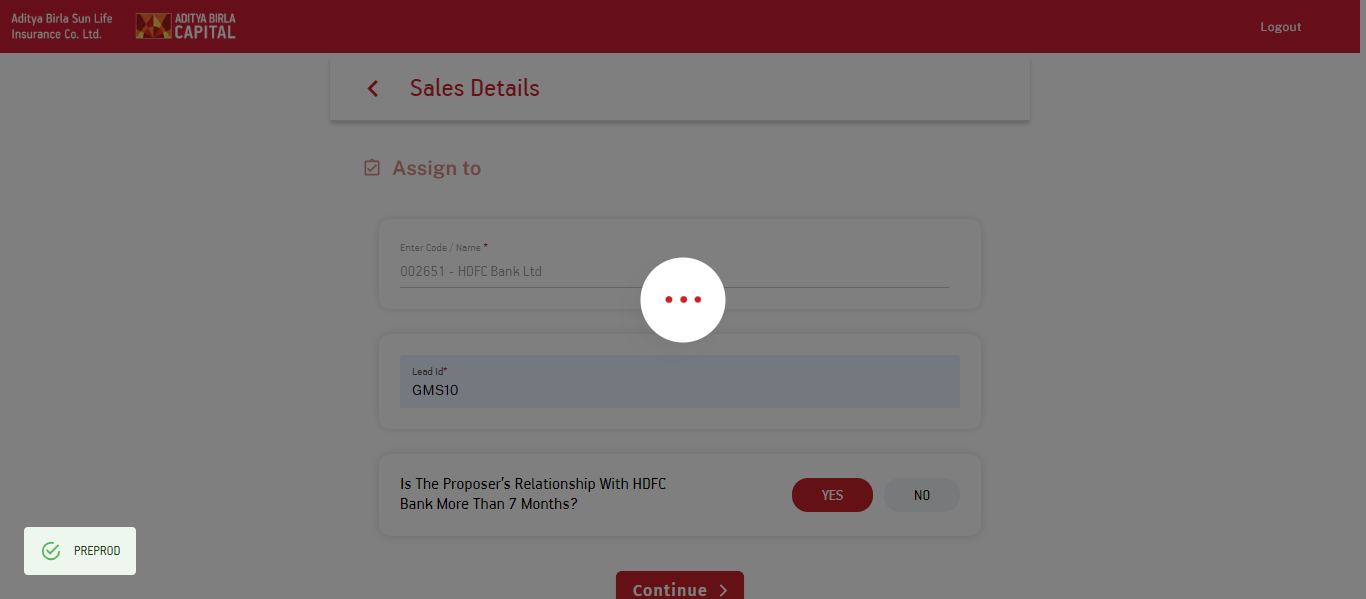 Aditya Birla Sun Life
Insurance Co. Ltd.
ADITYA BIRLA
CAPITAL
Logout
Sales Details
Assign to
Enter Code / Name *
002651 - HDFC Bank Ltd
Lead Id*
GMS10
Is The Proposer's Relationship With HDFC
Bank More Than 7 Months?
YES
NO
PREPROD
Continue